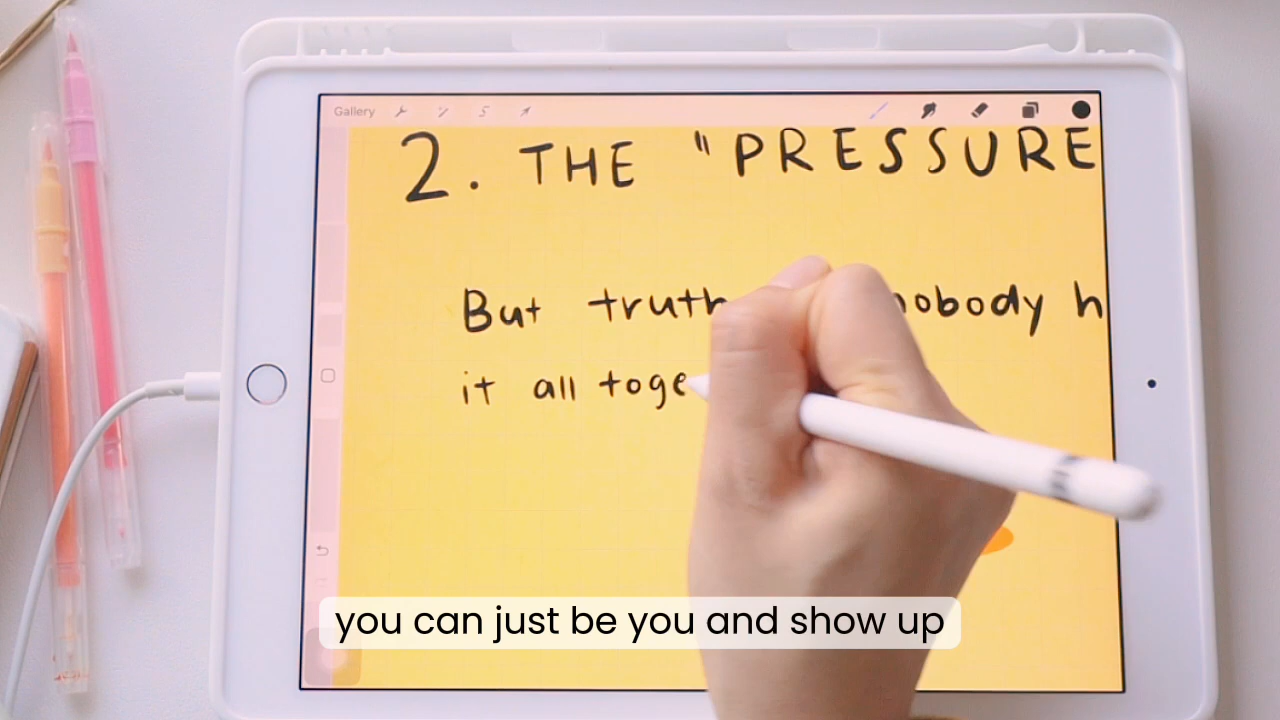 Gallery
2. THE "PRESSURE
But truth nobody h
it all toge
you can just be you and show up